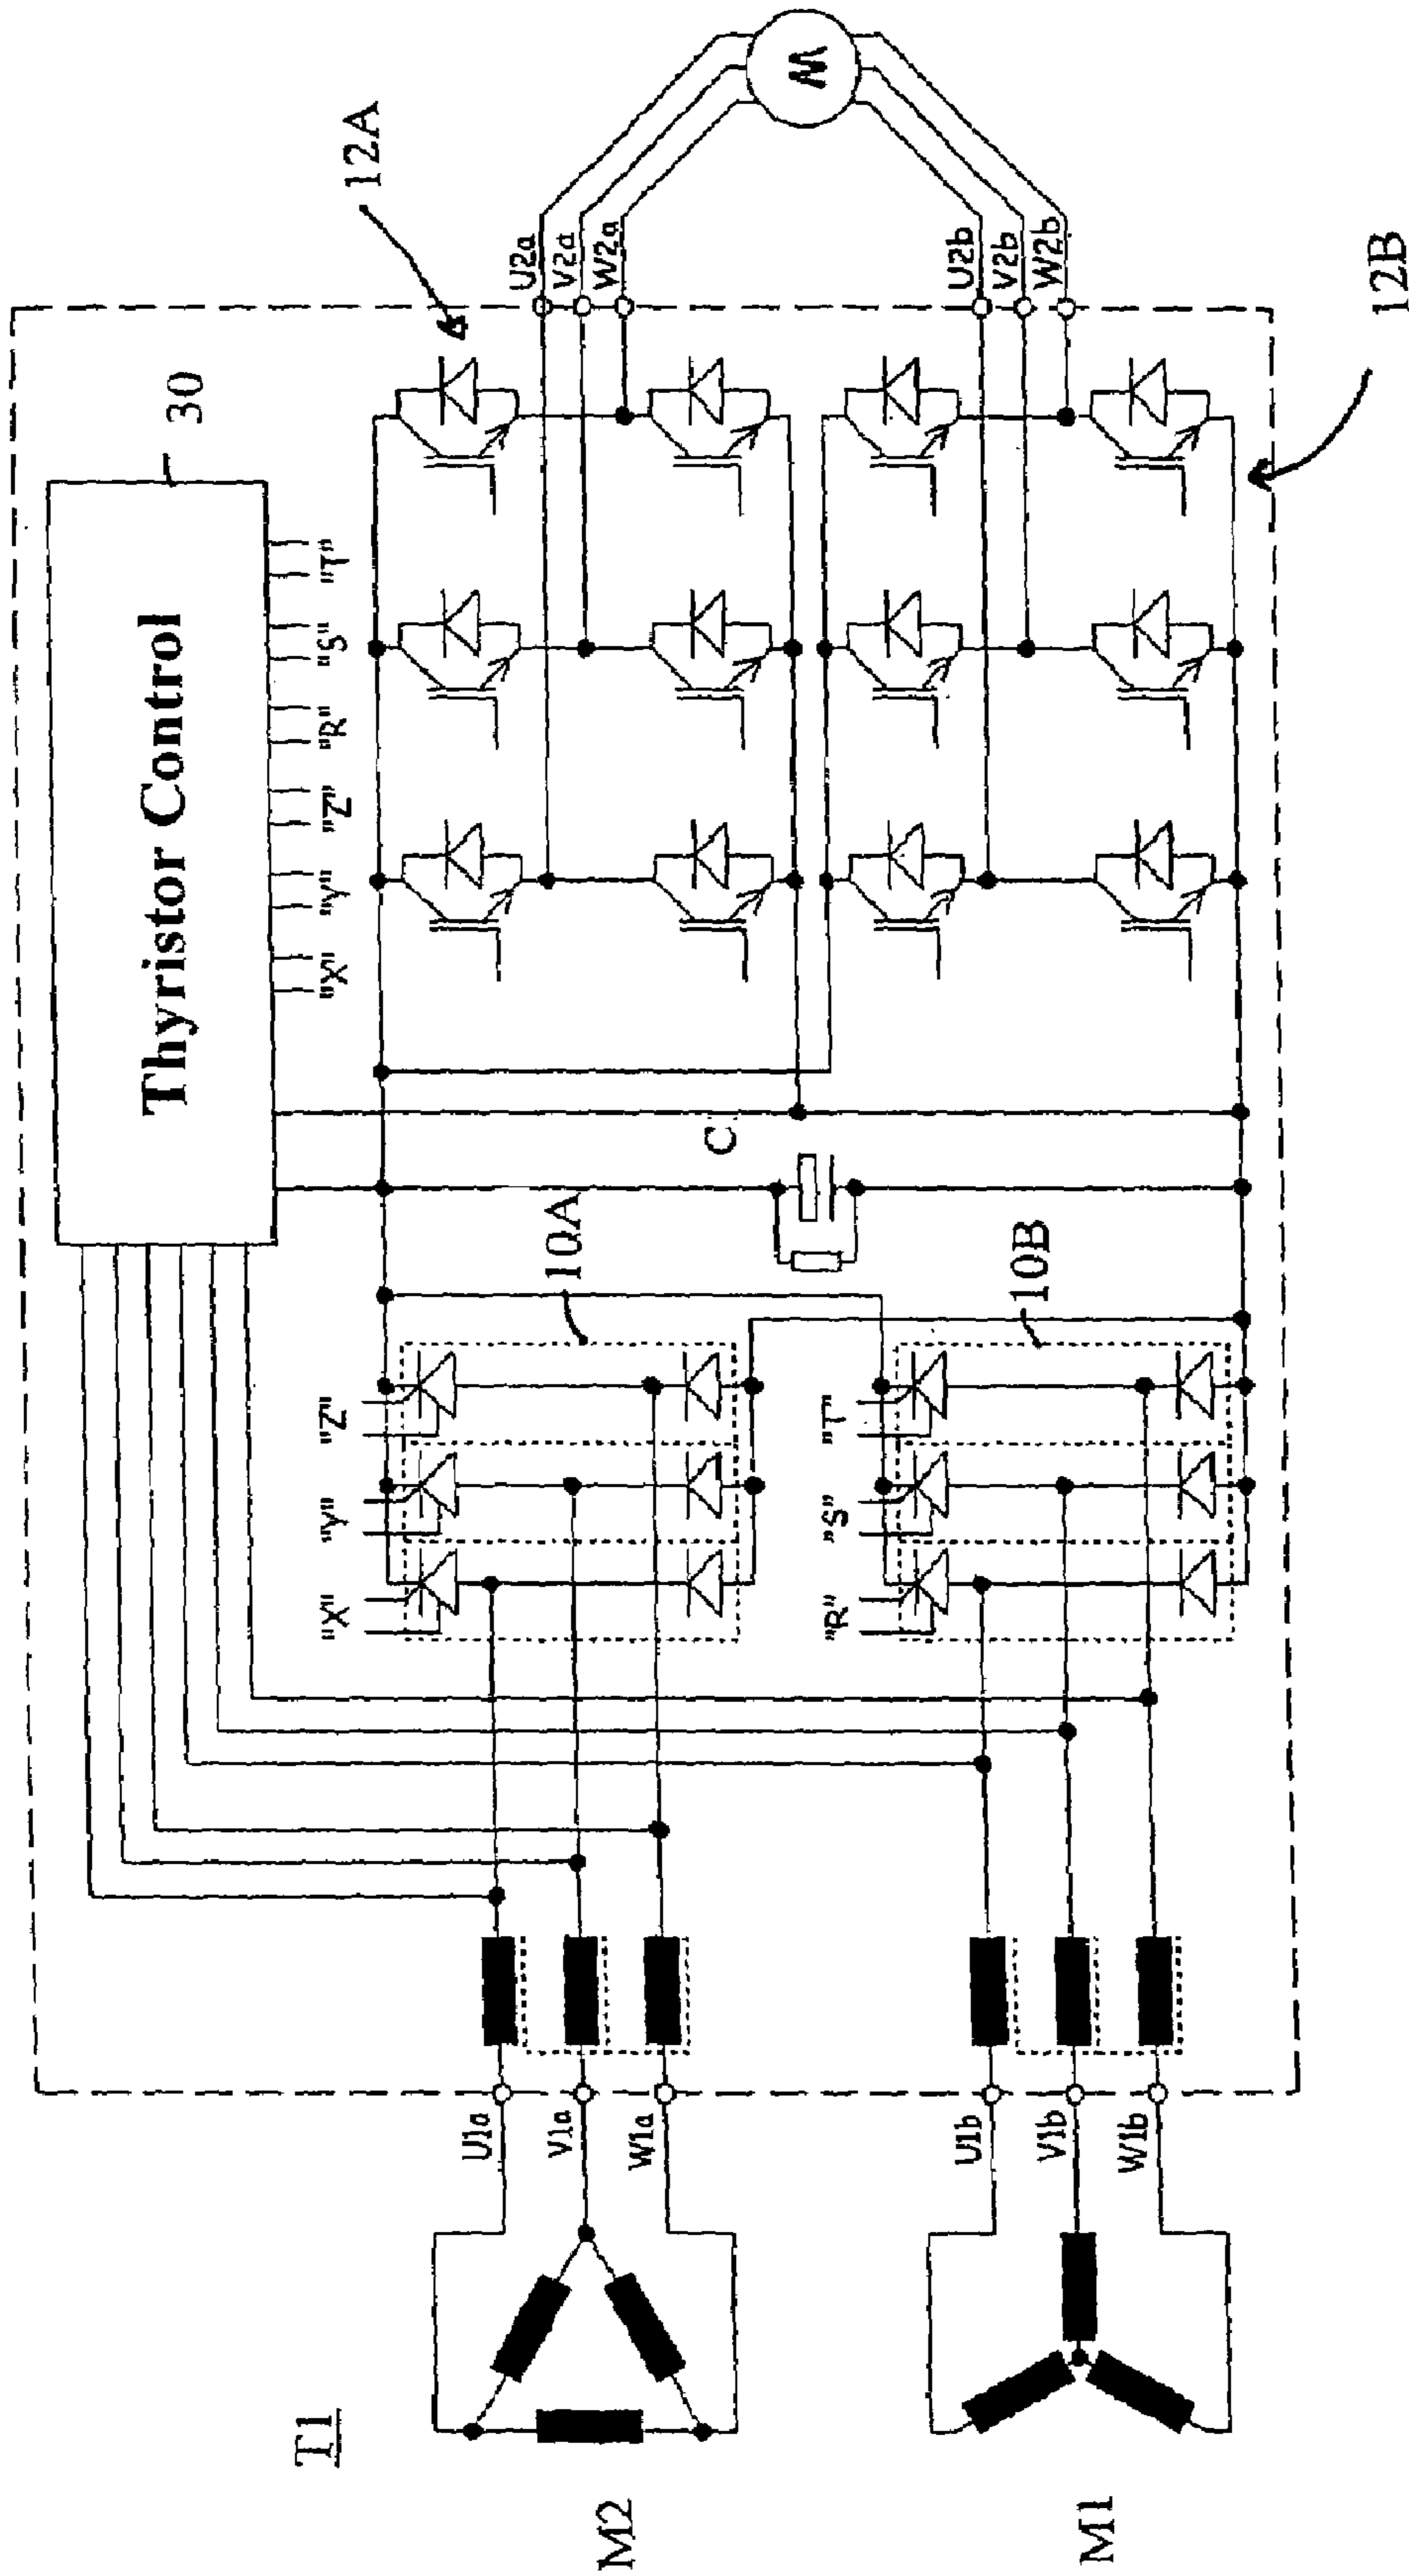 30
Thyristor Control
"X" "Y" "Z" "R" "S" "T"
12A
"X" "Y" "Z"
10A
U1a
V1a
W1a
U2a
V2a
W2a
T1
M2
C
M
"R" "S" "T"
10B
U1b
V1b
W1b
U2b
V2b
W2b
M1
12B